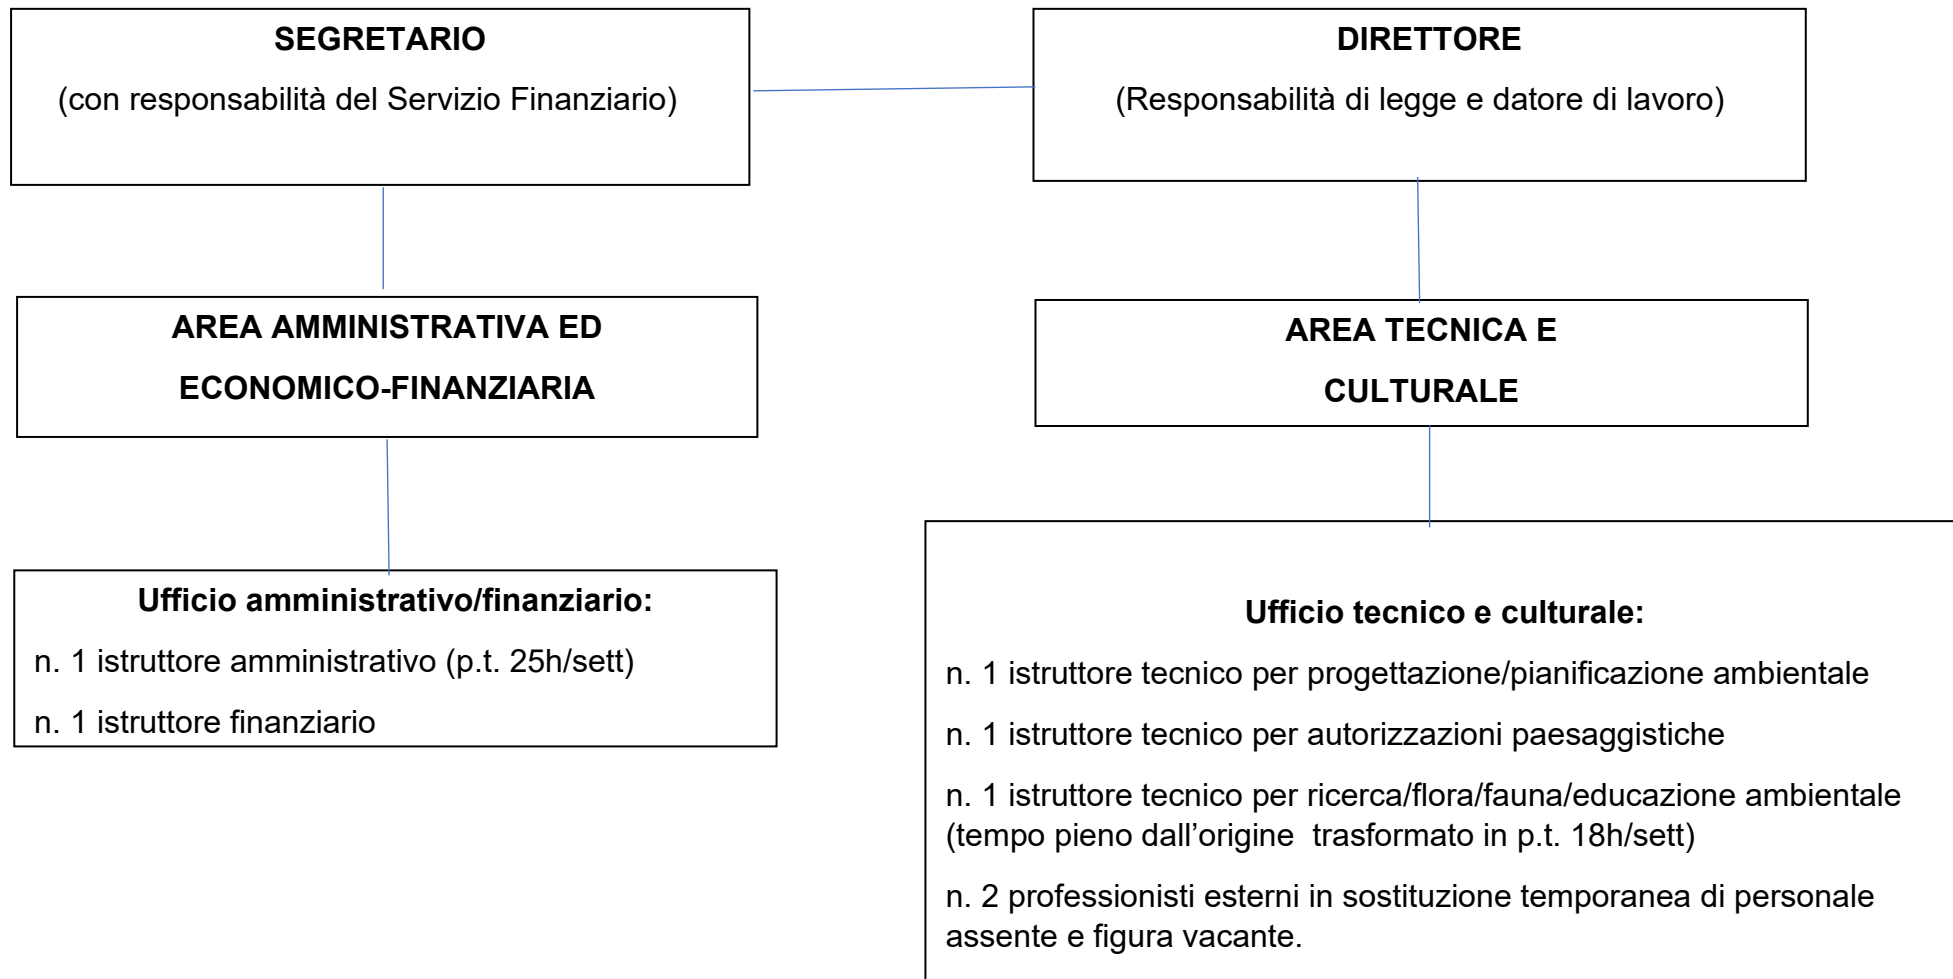 SEGRETARIO
(con responsabilità del Servizio Finanziario)
DIRETTORE
(Responsabilità di legge e datore di lavoro)
AREA AMMINISTRATIVA ED
ECONOMICO-FINANZIARIA
AREA TECNICA E
CULTURALE
Ufficio amministrativo/finanziario:
n. 1 istruttore amministrativo (p.t. 25h/sett)
n. 1 istruttore finanziario
Ufficio tecnico e culturale:
n. 1 istruttore tecnico per progettazione/pianificazione ambientale
n. 1 istruttore tecnico per autorizzazioni paesaggistiche
n. 1 istruttore tecnico per ricerca/flora/fauna/educazione ambientale
(tempo pieno dall’origine  trasformato in p.t. 18h/sett)
n. 2 professionisti esterni in sostituzione temporanea di personale
assente e figura vacante.